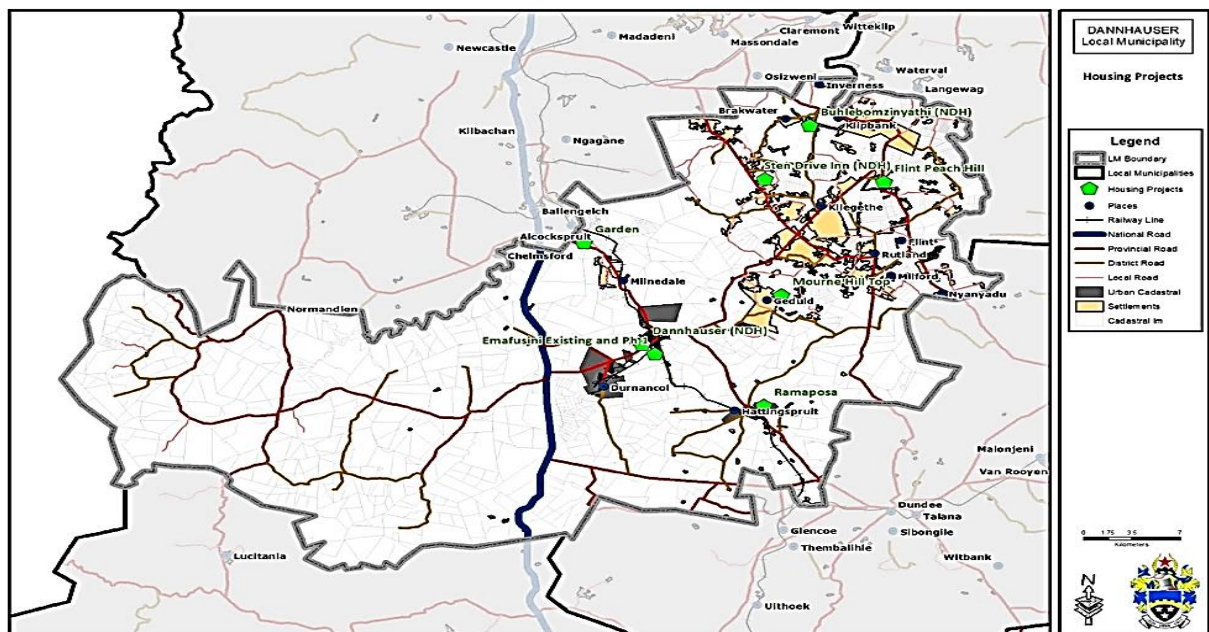 Claremont
Witteklip
Madadeni
Massondale
Newcastle
Osizweni
Waterval
Inverness
Langewag
Brakwater
Buhlebomzinyathi (NDH)
Klipbank
Kilbachan
Ngagane
Sten Drive Inn (NDH)
Flint Peach Hill
Kliegethe
Ballengeich
Garden
Alcockspruit
Chelmsford
Flint
Rutland
Milnedale
Mourne Hill Top
Milford
Geduld
Nyanyadu
Normandien
Dannhauser (NDH)
Emafusini Existing and Ph1
Durnancol
Ramaposa
Hattingspruit
Malonjeni
Van Rooyen
Dundee
Talana
Glencoe
Sibongile
Thembalihle
Witbank
Lucitania
Uithoek
DANNHAUSER
Local Municipality
Housing Projects
Legend
LM Boundary
Local Municipalities
Housing Projects
Places
Railway Line
National Road
Provincial Road
District Road
Local Road
Urban Cadastral
Settlements
Cadastral lm
0 1.75 3.5 7
Kilometers
N